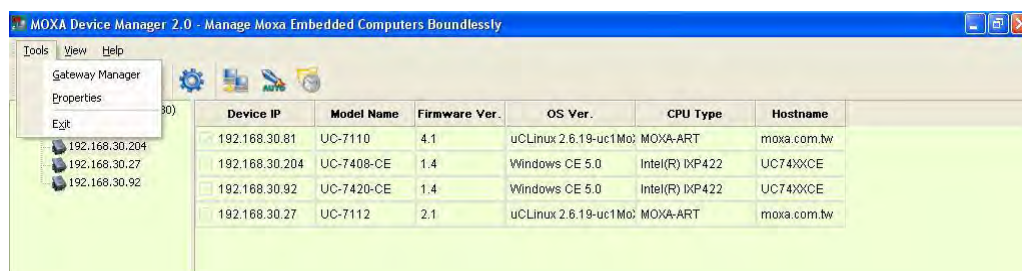 MOXA Device Manager 2.0 - Manage Moxa Embedded Computers Boundlessly
Tools View Help
Gateway Manager
Properties
Exit
AUTO
30)
192.168.30.204
192.168.30.27
192.168.30.92
Device IP Model Name Firmware Ver. OS Ver. CPU Type Hostname
192.168.30.81 UC-7110 4.1 uCLinux 2.6.19-uc1Mo MOXA-ART moxa.com.tw
192.168.30.204 UC-7408-CE 1.4 Windows CE 5.0 Intel(R) IXP422 UC74XXCE
192.168.30.92 UC-7420-CE 1.4 Windows CE 5.0 Intel(R) IXP422 UC74XXCE
192.168.30.27 UC-7112 2.1 uCLinux 2.6.19-uc1Mo MOXA-ART moxa.com.tw